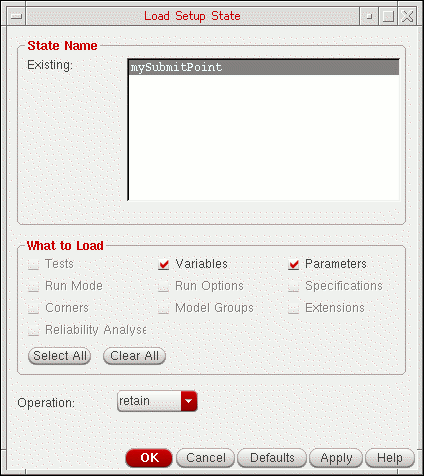 Load Setup State
State Name
Existing:
mySubmitPoint
What to Load
Tests Variables Parameters
Run Mode Run Options Specifications
Corners Model Groups Extensions
Reliability Analyse
Select All Clear All
Operation: retain
OK Cancel Defaults Apply Help